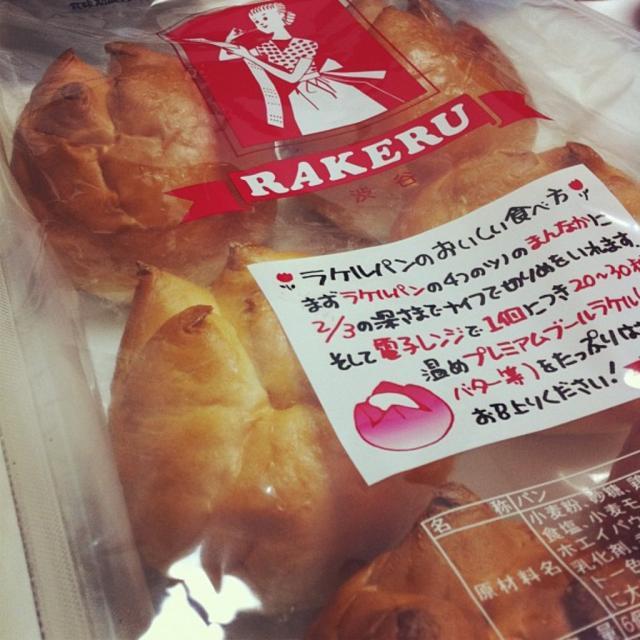 RAKERU
渋谷
ラケルパンのおいしい食べ方
まずラケルパンの4つのツノのまんなかに
2/3の深さまでナイフで切りめをいれます
そして電子レンジで1個につき20〜30
温めプレミアムブールラケル
バター等)をたっぷり
お召上りください!
名 称 パン
原材料名 小麦粉、砂糖、
食塩、小麦
ホエイパ
乳化剤、